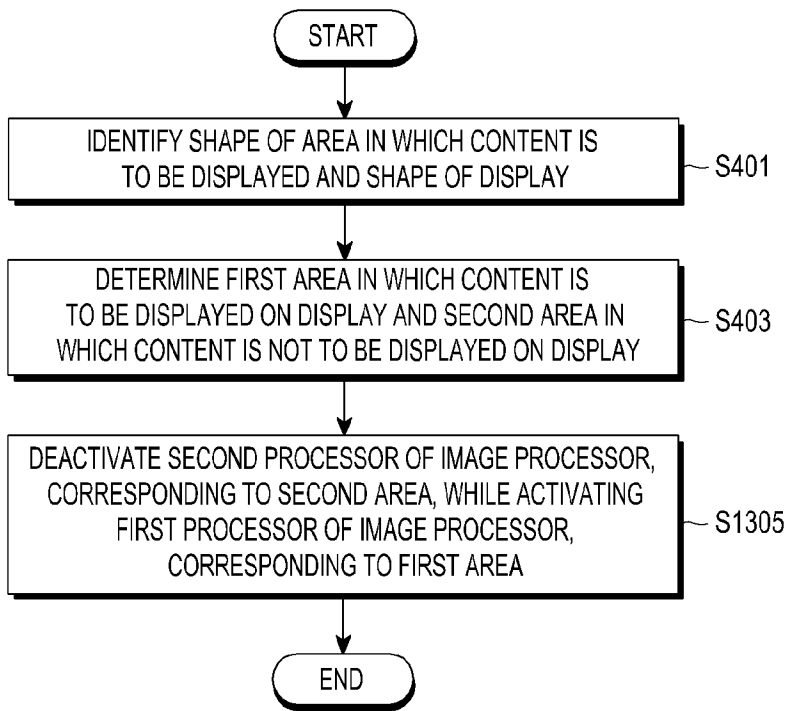 START
IDENTIFY SHAPE OF AREA IN WHICH CONTENT IS
TO BE DISPLAYED AND SHAPE OF DISPLAY
S401
DETERMINE FIRST AREA IN WHICH CONTENT IS
TO BE DISPLAYED ON DISPLAY AND SECOND AREA IN
WHICH CONTENT IS NOT TO BE DISPLAYED ON DISPLAY
S403
DEACTIVATE SECOND PROCESSOR OF IMAGE PROCESSOR,
CORRESPONDING TO SECOND AREA, WHILE ACTIVATING
FIRST PROCESSOR OF IMAGE PROCESSOR,
CORRESPONDING TO FIRST AREA
S1305
END